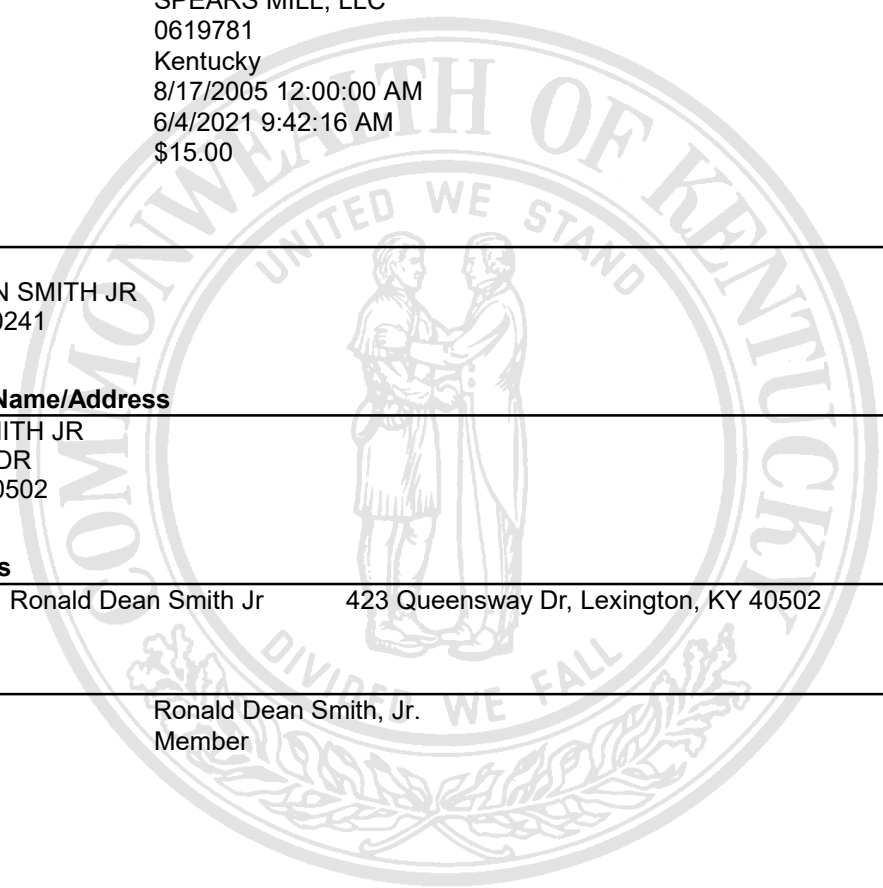 SPEARS MILL, LLC
0619781
Kentucky
8/17/2005 12:00:00 AM
6/4/2021 9:42:16 AM
$15.00
N SMITH JR
0241
Name/Address
MITH JR
DR
0502
s
Ronald Dean Smith Jr 423 Queensway Dr, Lexington, KY 40502
Ronald Dean Smith, Jr.
Member
COMMONWEALTH OF KENTUCKY
UNITED WE STAND
DIVIDED WE FALL